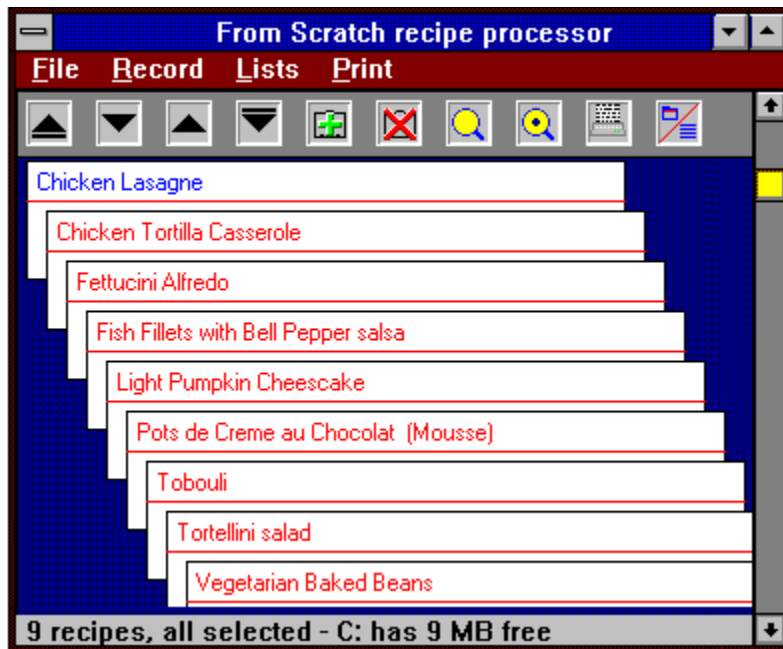 From Scratch recipe processor
File Record Lists Print
Chicken Lasagne
Chicken Tortilla Casserole
Fettucini Alfredo
Fish Fillets with Bell Pepper salsa
Light Pumpkin Cheescake
Pots de Creme au Chocolat (Mousse)
Tobouli
Tortellini salad
Vegetarian Baked Beans
9 recipes, all selected - C: has 9 MB free